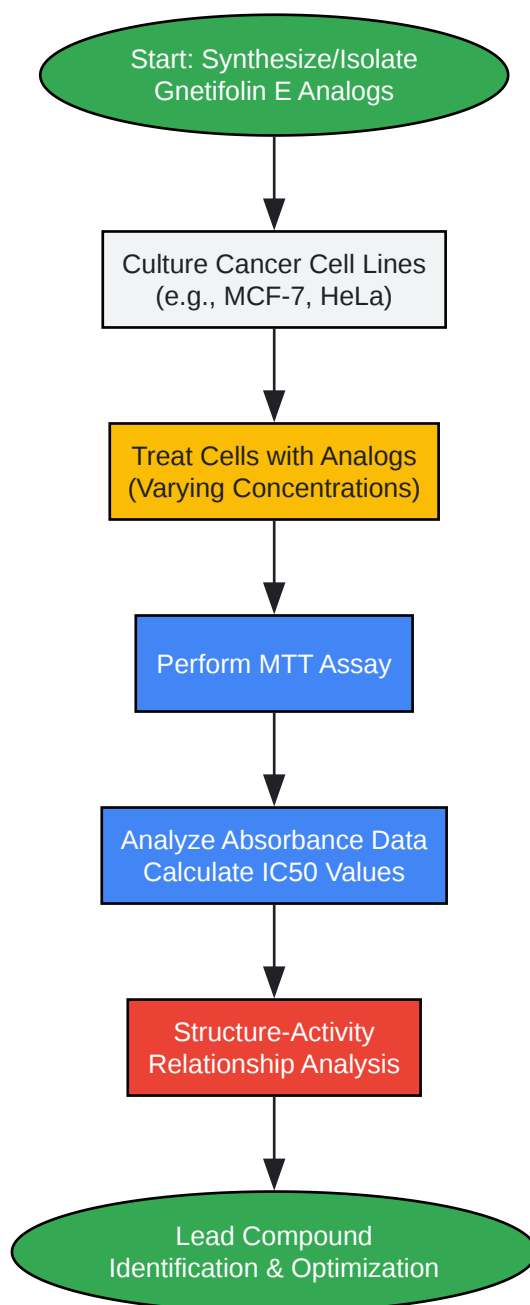 Start: Synthesize/Isolate
Gnetifolin E Analogs
Culture Cancer Cell Lines
(e.g., MCF-7, HeLa)
Treat Cells with Analogs
(Varying Concentrations)
Perform MTT Assay
Analyze Absorbance Data
Calculate IC50 Values
Structure-Activity
Relationship Analysis
Lead Compound
Identification & Optimization